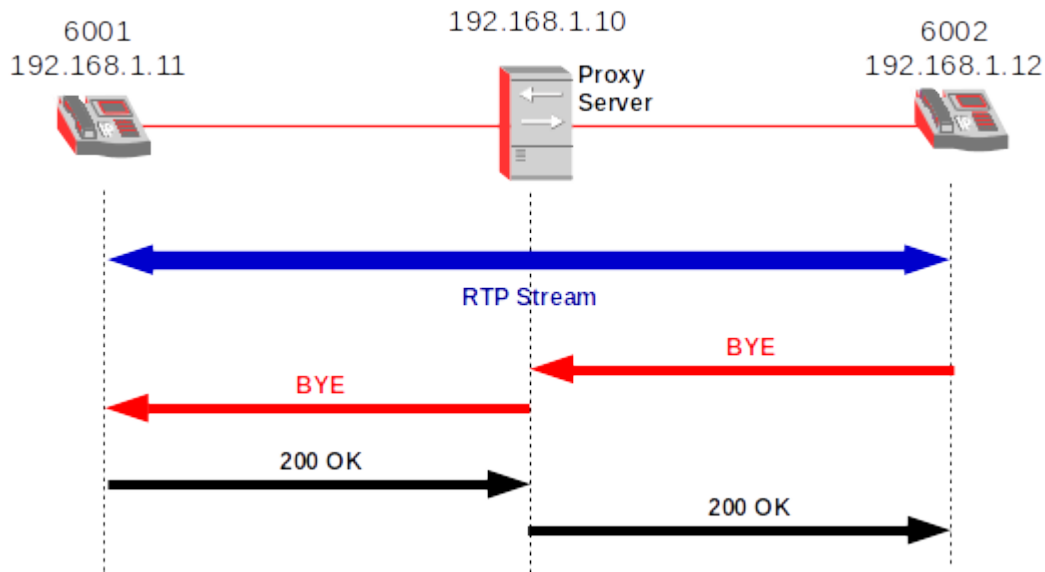 6001
192.168.1.11
192.168.1.10
Proxy
Server
6002
192.168.1.12
RTP Stream
BYE
BYE
200 OK
200 OK